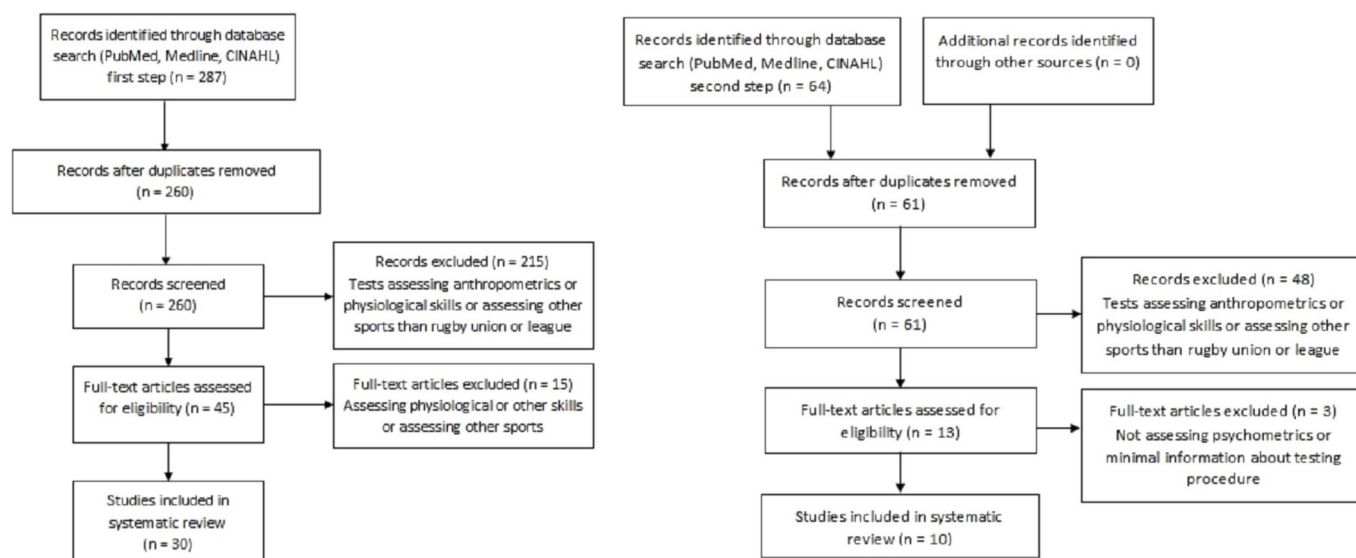 Records identified through database
search (PubMed, Medline, CINAHL)
first step (n = 287)
Records after duplicates removed
(n = 260)
Records screened
(n = 260)
Records excluded (n = 215)
Tests assessing anthropometrics or
physiological skills or assessing other
sports than rugby union or league
Full-text articles assessed
for eligibility (n = 45)
Full-text articles excluded (n = 15)
Assessing physiological or other skills
or assessing other sports
Studies included in
systematic review
(n = 30)
Records identified through database
search (PubMed, Medline, CINAHL)
second step (n = 64)
Additional records identified
through other sources (n = 0)
Records after duplicates removed
(n = 61)
Records screened
(n = 61)
Records excluded (n = 48)
Tests assessing anthropometrics or
physiological skills or assessing other
sports than rugby union or league
Full-text articles assessed for
eligibility (n = 13)
Full-text articles excluded (n = 3)
Not assessing psychometrics or
minimal information about testing
procedure
Studies included in systematic
review (n = 10)